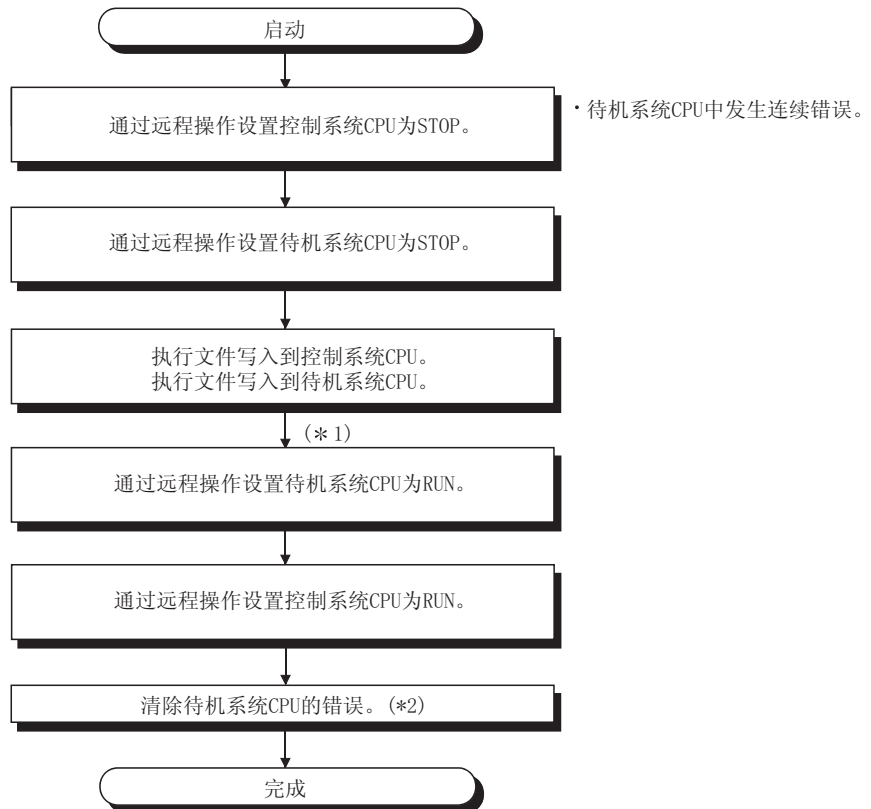 启动
通过远程操作设置控制系统CPU为STOP。
·待机系统CPU中发生连续错误。
通过远程操作设置待机系统CPU为STOP。
执行文件写入到控制系统CPU。
执行文件写入到待机系统CPU。
(*1)
通过远程操作设置待机系统CPU为RUN。
通过远程操作设置控制系统CPU为RUN。
清除待机系统CPU的错误。(*2)
完成